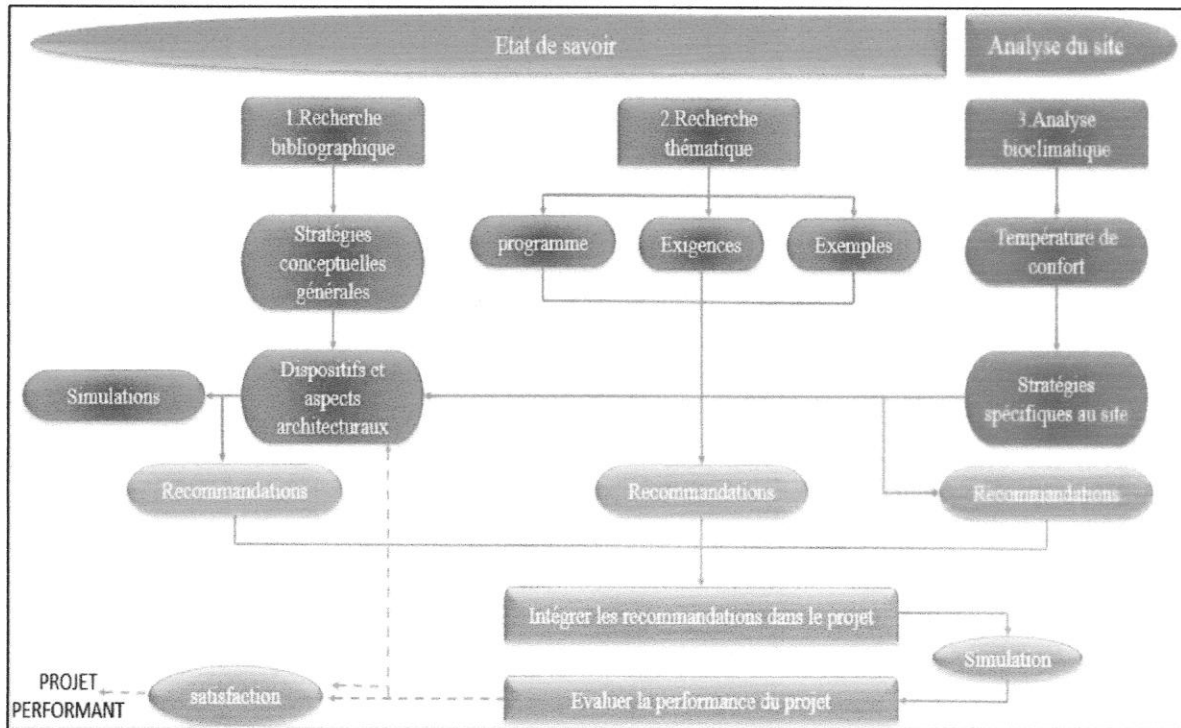 Etat de savoir
Analyse du site
1.Recherche
bibliographique
2.Recherche
thématique
3.Analyse
bioclimatique
Stratégies
conceptuelles
générales
programme
Exigences
Exemples
Température de
confort
Simulations
Dispositifs et
aspects
architecturaux
Stratégies
spécifiques au site
Recommandations
Recommandations
Recommandations
Intégrer les recommandations dans le projet
Simulation
PROJET
PERFORMANT
satisfaction
Evaluer la performance du projet